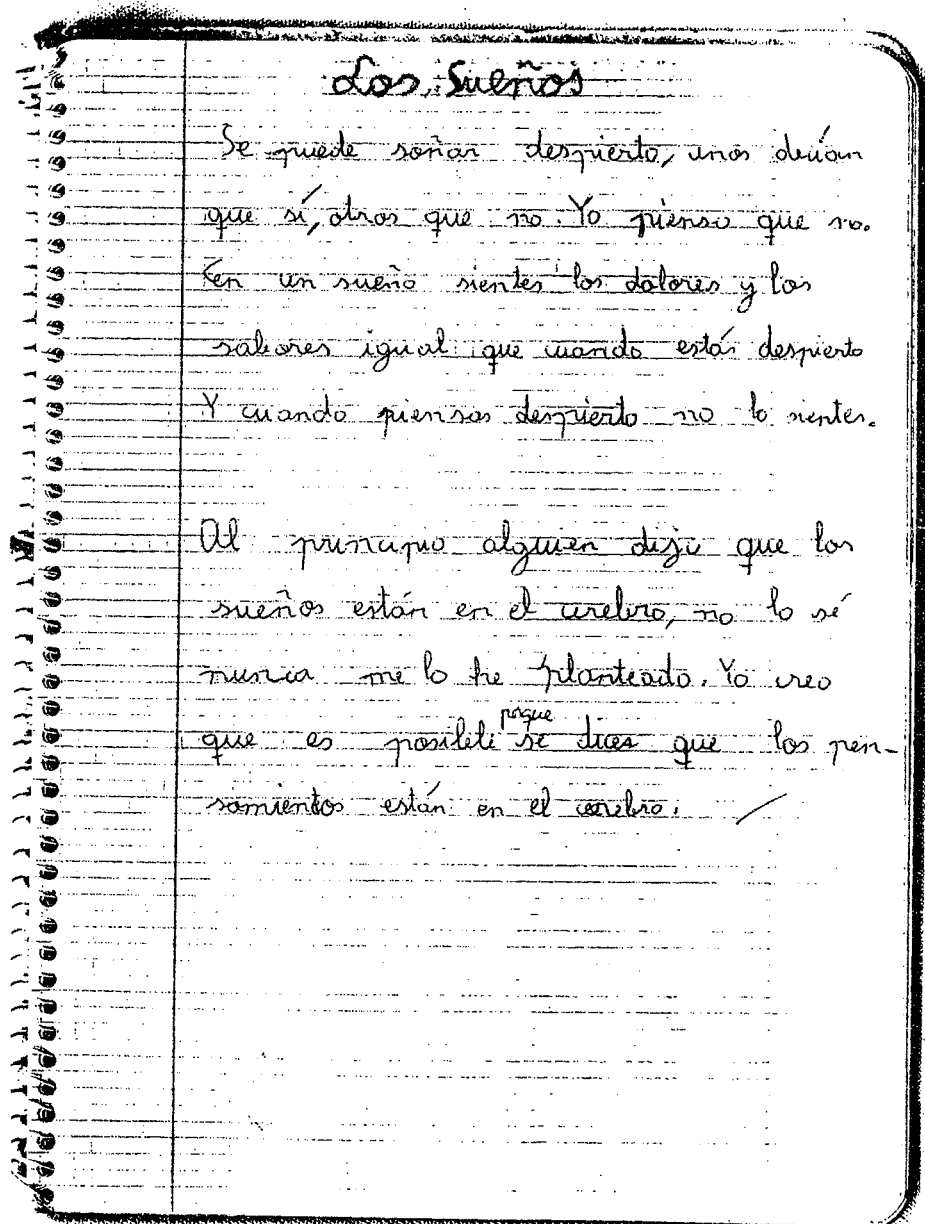 Los Sueños
Se puede soñar despierto, unos decían
que sí, otros que no. Yo pienso que no.
En un sueño sientes los dolores y los
sabores igual que cuando estás despierto
Y cuando piensas despierto no lo sientes.
Al principio alguien dijo que los
sueños están en el cerebro, no lo sé
nunca me lo he planteado. Yo creo
que es posible porque se dices que los pen-
samientos están en el cerebro.